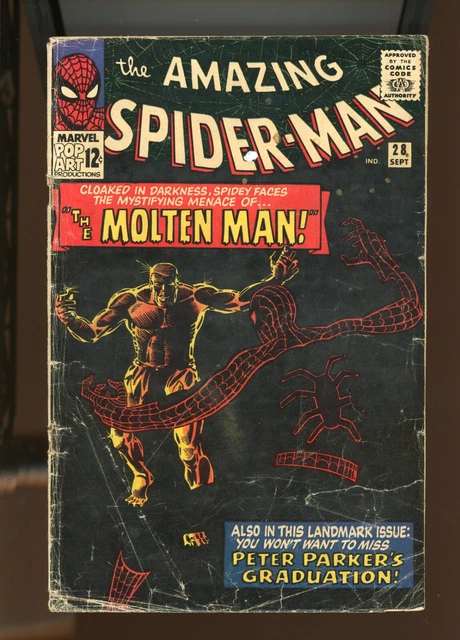 the AMAZING
SPIDER-MAN
MARVEL
POP
ART 12¢
PRODUCTIONS
APPROVED
BY THE
COMICS
CODE
AUTHORITY
IND.
28
SEPT
CLOAKED IN DARKNESS, SPIDEY FACES
THE MYSTIFYING MENACE OF...
"THE MOLTEN MAN!"
ALSO IN THIS LANDMARK ISSUE:
YOU WON'T WANT TO MISS
PETER PARKER'S
GRADUATION!